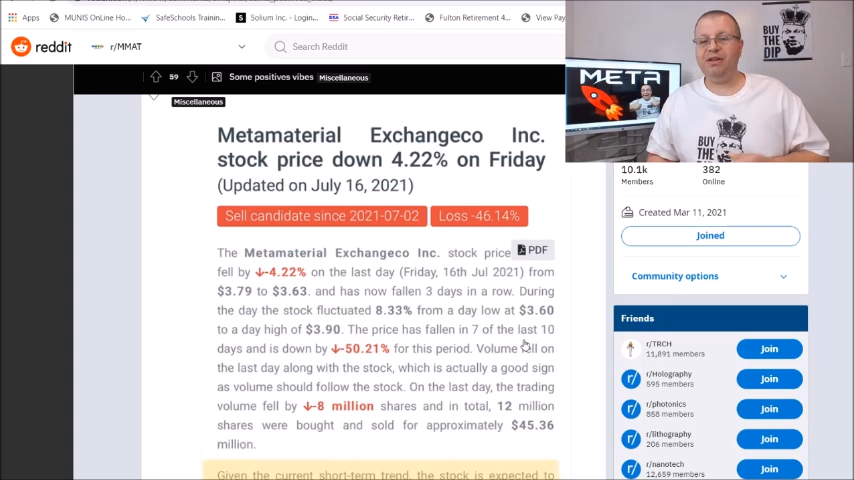 Apps
MUNIS OnLine Ho...
SafeSchools Training...
Solium Inc. - Login...
Social Security Retir...
Fulton Retirement 4...
View Pay
reddit
r/MMAT
Search Reddit
59
Some positives vibes
Miscellaneous
Miscellaneous
Metamaterial Exchangeco Inc.
stock price down 4.22% on Friday
(Updated on July 16, 2021)
Sell candidate since 2021-07-02
Loss -46.14%
PDF
The Metamaterial Exchangeco Inc. stock price
fell by -4.22% on the last day (Friday, 16th Jul 2021) from
$3.79 to $3.63. and has now fallen 3 days in a row. During
the day the stock fluctuated 8.33% from a day low at $3.60
to a day high of $3.90. The price has fallen in 7 of the last 10
days and is down by -50.21% for this period. Volume fell on
the last day along with the stock, which is actually a good sign
as volume should follow the stock. On the last day, the trading
volume fell by -8 million shares and in total, 12 million
shares were bought and sold for approximately $45.36
million.
Given the current short-term trend, the stock is expected to
META
BUY
THE
DIP
BUY
THE
10.1k
Members
382
Online
Created Mar 11, 2021
Joined
Community options
Friends
r/TRCH
11,891 members
Join
r/Holography
595 members
Join
r/photonics
858 members
Join
r/lithography
206 members
Join
r/nanotech
12,659 members
Join